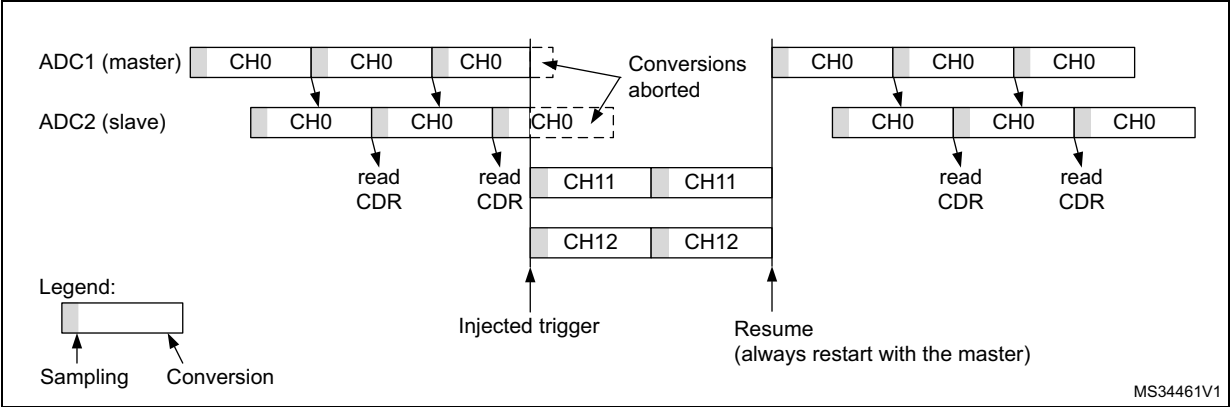 ADC1 (master) CH0 CH0 CH0 CH0 CH0 CH0
Conversions
aborted
ADC2 (slave) CH0 CH0 CH0 CH0 CH0 CH0
read read read read
CDR CDR CDR CDR
CH11 CH11
CH12 CH12
Legend:
Injected trigger Resume
(always restart with the master)
Sampling Conversion
MS34461V1